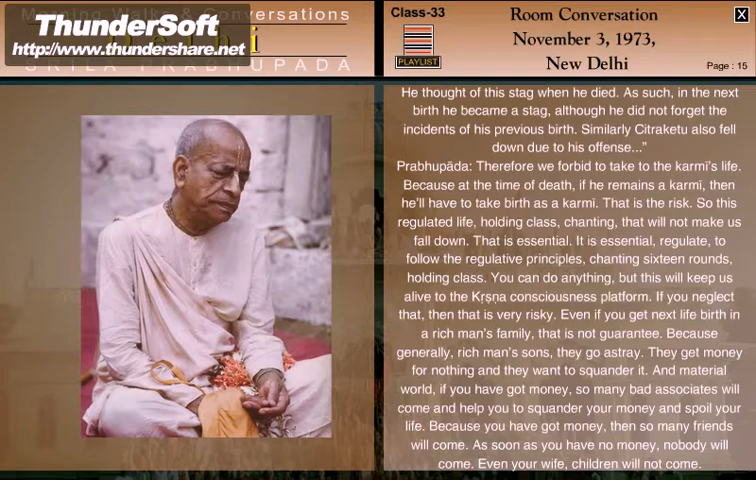 Morning Walks & Conversations
ThunderSoft
http://www.thundershare.net
SRILA PRABHUPADA
Class-33
PLAYLIST
Room Conversation
November 3, 1973,
New Delhi
X
Page : 15
He thought of this stag when he died. As such, in the next
birth he became a stag, although he did not forget the
incidents of his previous birth. Similarly Citraketu also fell
down due to his offense...”
Prabhupāda: Therefore we forbid to take to the karmī’s life.
Because at the time of death, if he remains a karmī, then
he’ll have to take birth as a karmī. That is the risk. So this
regulated life, holding class, chanting, that will not make us
fall down. That is essential. It is essential, regulate, to
follow the regulative principles, chanting sixteen rounds,
holding class. You can do anything, but this will keep us
alive to the Kṛṣṇa consciousness platform. If you neglect
that, then that is very risky. Even if you get next life birth in
a rich man’s family, that is not guarantee. Because
generally, rich man’s sons, they go astray. They get money
for nothing and they want to squander it. And material
world, if you have got money, so many bad associates will
come and help you to squander your money and spoil your
life. Because you have got money, then so many friends
will come. As soon as you have no money, nobody will
come. Even your wife, children will not come.